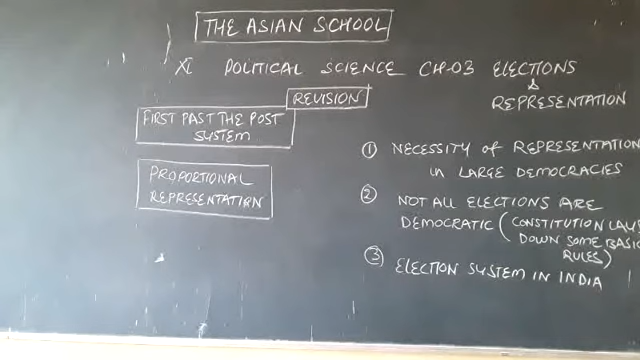 THE ASIAN SCHOOL
XI POLITICAL SCIENCE CH-03 ELECTIONS
&
REPRESENTATION
REVISION
FIRST PAST THE POST
SYSTEM
PROPORTIONAL
REPRESENTATION
① NECESSITY OF REPRESENTATION
IN LARGE DEMOCRACIES
② NOT ALL ELECTIONS ARE
DEMOCRATIC (CONSTITUTION LAYS
DOWN SOME BASIC
RULES)
③ ELECTION SYSTEM IN INDIA